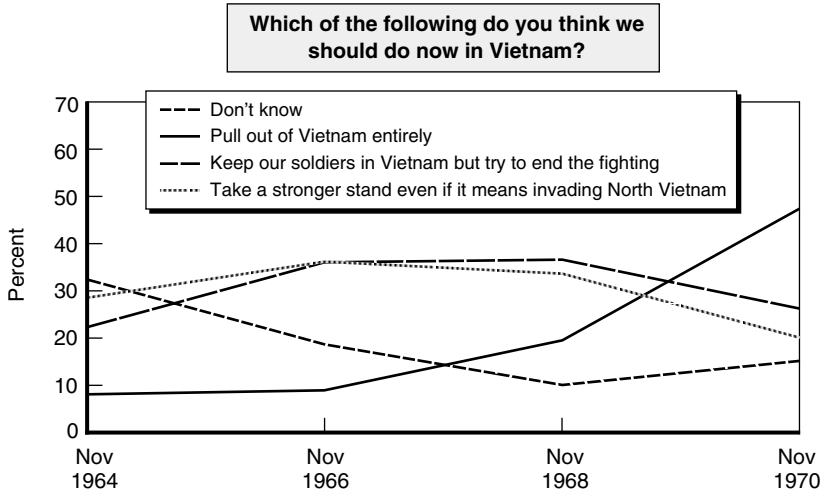 Which of the following do you think we
should do now in Vietnam?
Don't know
Pull out of Vietnam entirely
Keep our soldiers in Vietnam but try to end the fighting
Take a stronger stand even if it means invading North Vietnam
Percent
70
60
50
40
30
20
10
0
Nov
1964
Nov
1966
Nov
1968
Nov
1970